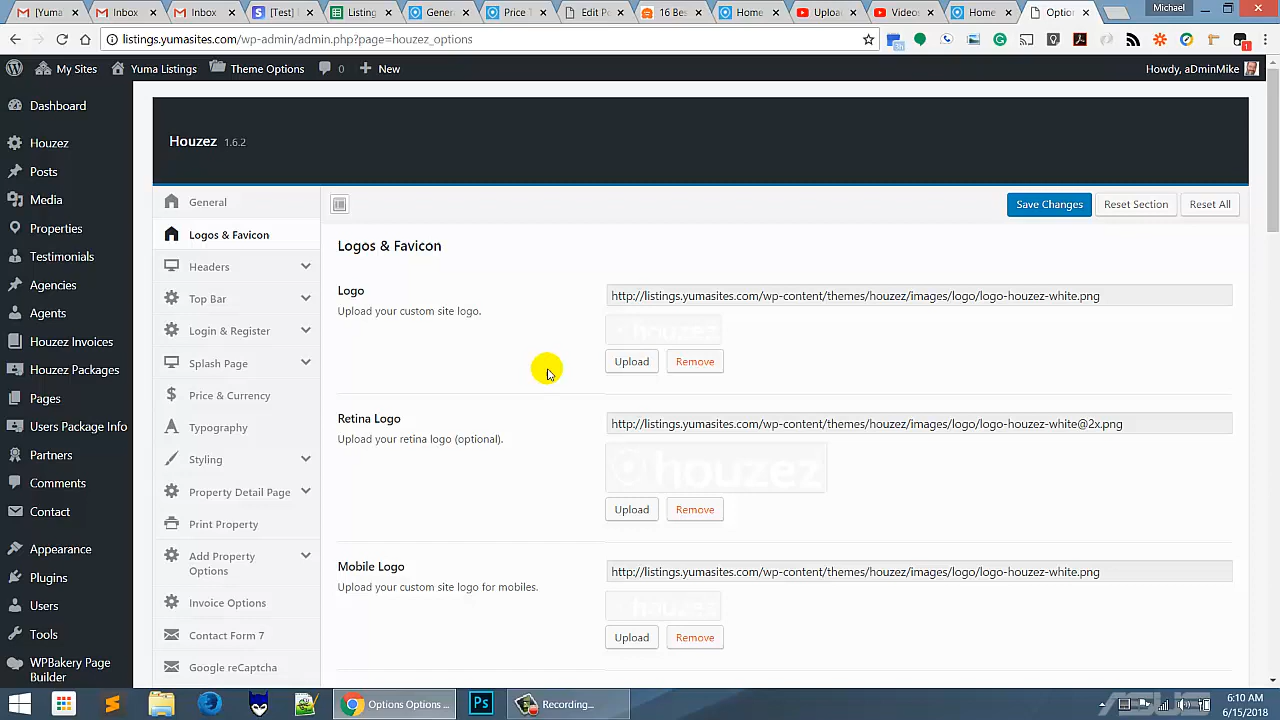 (Yuma
Inbox
Inbox
[Test]
Listing
Gener
Price T
Edit Po
16 Bes
Home
Uploa
Video
Home
Optio
Michael
listings.yumasites.com/wp-admin/admin.php?page=houzez_options
My Sites
Yuma Listings
Theme Options
0
New
Howdy, aDminMike
Dashboard
Houzez
Posts
Media
Properties
Testimonials
Agencies
Agents
Houzez Invoices
Houzez Packages
Pages
Users Package Info
Partners
Comments
Contact
Appearance
Plugins
Users
Tools
WPBakery Page
Builder
Houzez 1.6.2
General
Logos & Favicon
Headers
Top Bar
Login & Register
Splash Page
Price & Currency
Typography
Styling
Property Detail Page
Print Property
Add Property
Options
Invoice Options
Contact Form 7
Google reCaptcha
Save Changes
Reset Section
Reset All
Logos & Favicon
Logo
Upload your custom site logo.
http://listings.yumasites.com/wp-content/themes/houzez/images/logo/logo-houzez-white.png
houzez
Upload
Remove
Retina Logo
Upload your retina logo (optional).
http://listings.yumasites.com/wp-content/themes/houzez/images/logo/logo-houzez-white@2x.png
houzez
Upload
Remove
Mobile Logo
Upload your custom site logo for mobiles.
http://listings.yumasites.com/wp-content/themes/houzez/images/logo/logo-houzez-white.png
houzez
Upload
Remove
Options Options ...
Ps
Recording...
ASUS
6:10 AM
6/15/2018